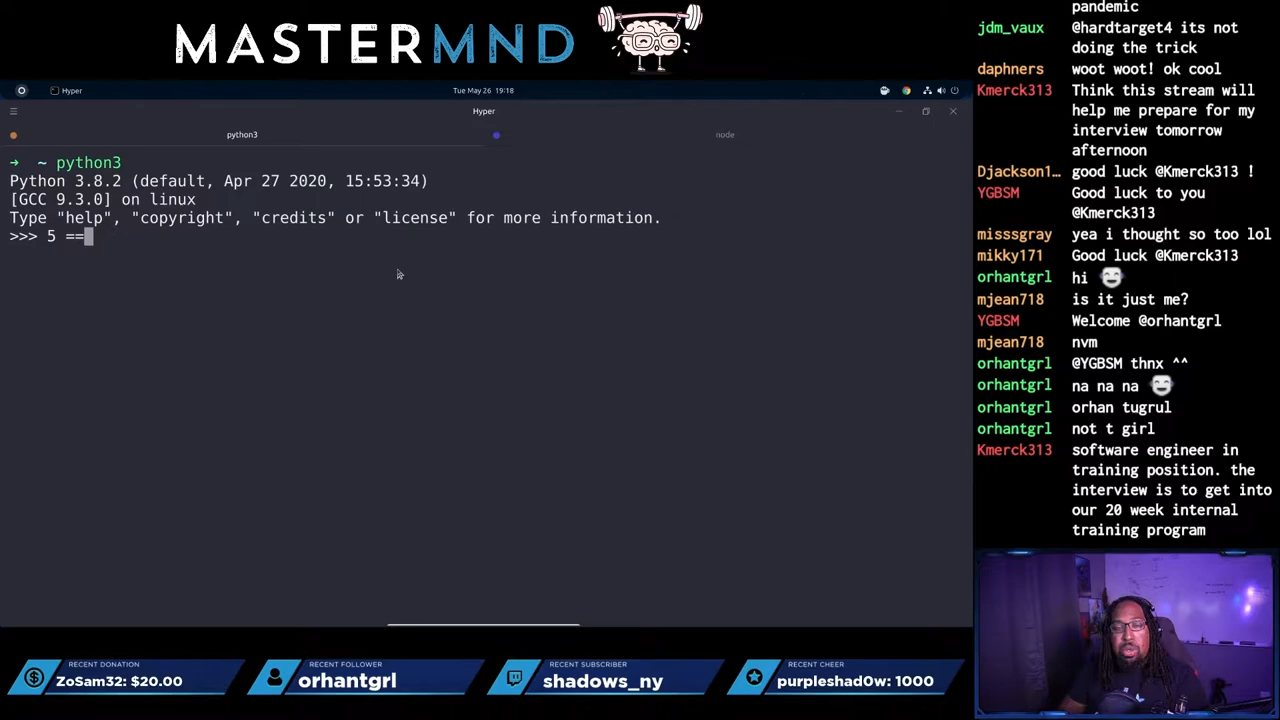 MASTERMND
Hyper
Tue May 26 19:18
Hyper
python3
node
→ ~ python3
Python 3.8.2 (default, Apr 27 2020, 15:53:34)
[GCC 9.3.0] on linux
Type "help", "copyright", "credits" or "license" for more information.
>>> 5 ==
pandemic
jdm_vaux @hardtarget4 its not
doing the trick
daphners woot woot! ok cool
Kmerck313 Think this stream will
help me prepare for my
interview tomorrow
afternoon
Djackson1… good luck @Kmerck313 !
YGBSM Good luck to you
@Kmerck313
misssgray yea i thought so too lol
mikky171 Good luck @Kmerck313
orhantgrl hi
mjean718 is it just me?
YGBSM Welcome @orhantgrl
mjean718 nvm
orhantgrl @YGBSM thnx ^^
orhantgrl na na na
orhantgrl orhan tugrul
orhantgrl not t girl
Kmerck313 software engineer in
training position. the
interview is to get into
our 20 week internal
training program
RECENT DONATION
ZoSam32: $20.00
RECENT FOLLOWER
orhantgrl
RECENT SUBSCRIBER
shadows_ny
RECENT CHEER
purpleshad0w: 1000